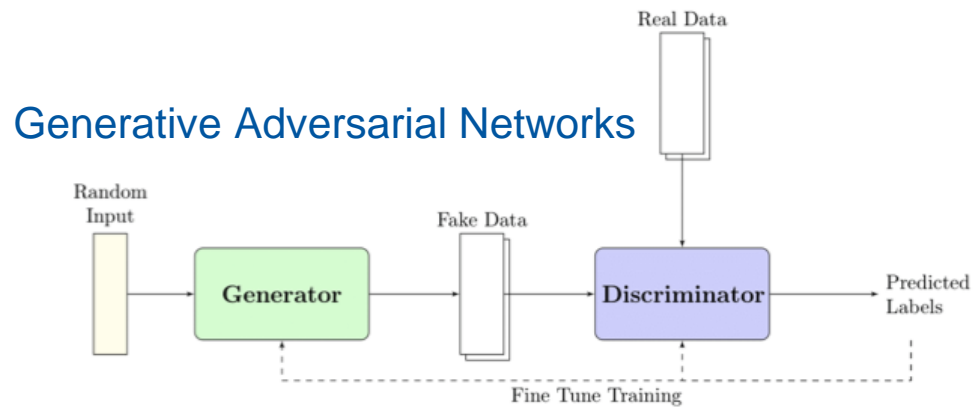 Real Data
Generative Adversarial Networks
Random
Input
Fake Data
Generator
Discriminator
Predicted
Labels
Fine Tune Training